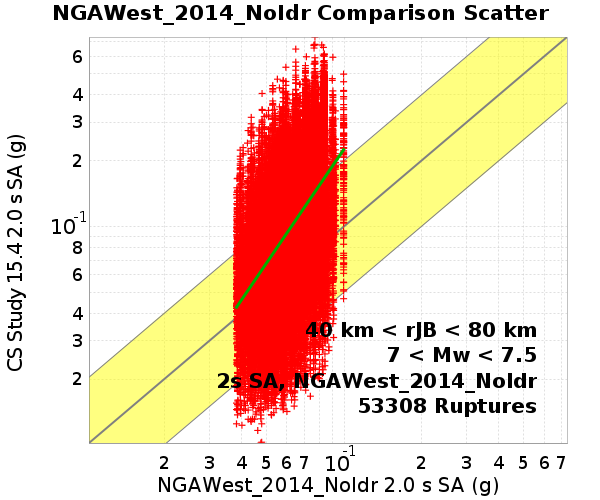 NGAWest_2014_NoIdr Comparison Scatter
CS Study 15.4 2.0 s SA (g)
6
4
3
2
10^-1
8
6
4
3
2
40 km < rJB < 80 km
7 < Mw < 7.5
2s SA, NGAWest_2014_NoIdr
53308 Ruptures
2 3 4 5 6 7 10^-1 2 3 4 5 6 7
NGAWest_2014_NoIdr 2.0 s SA (g)